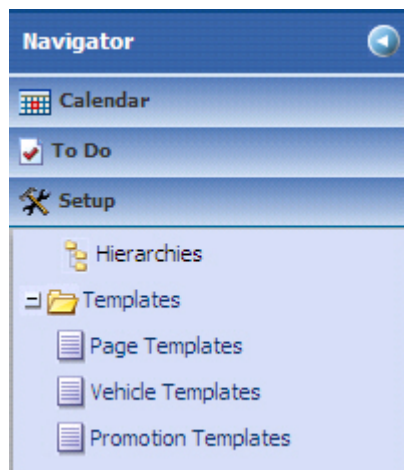 Navigator
Calendar
To Do
Setup
Hierarchies
Templates
Page Templates
Vehicle Templates
Promotion Templates